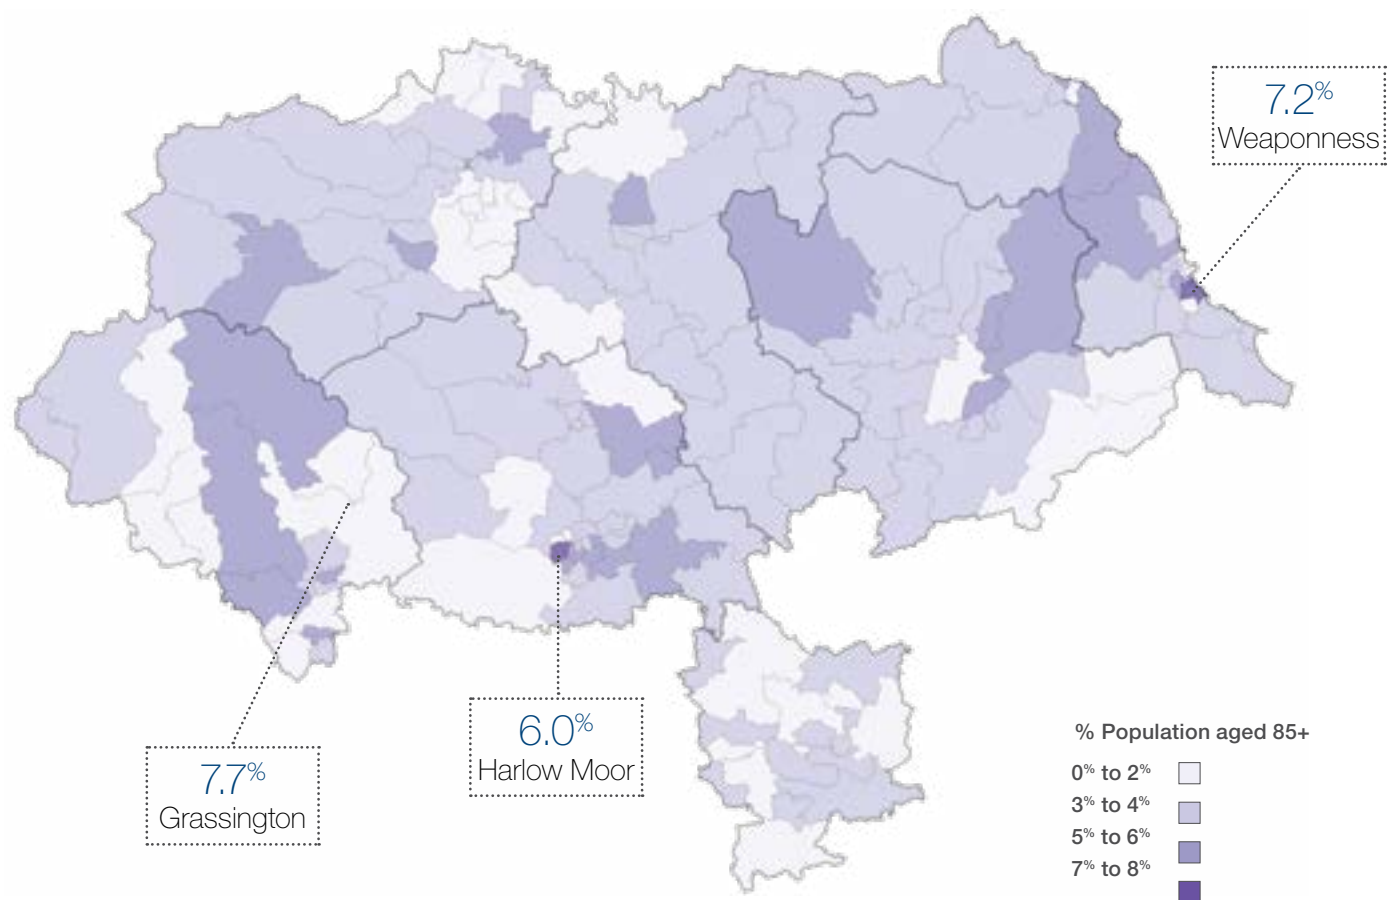 7.2%
Weaponness
6.0%
Harlow Moor
7.7%
Grassington
% Population aged 85+
0% to 2%
3% to 4%
5% to 6%
7% to 8%